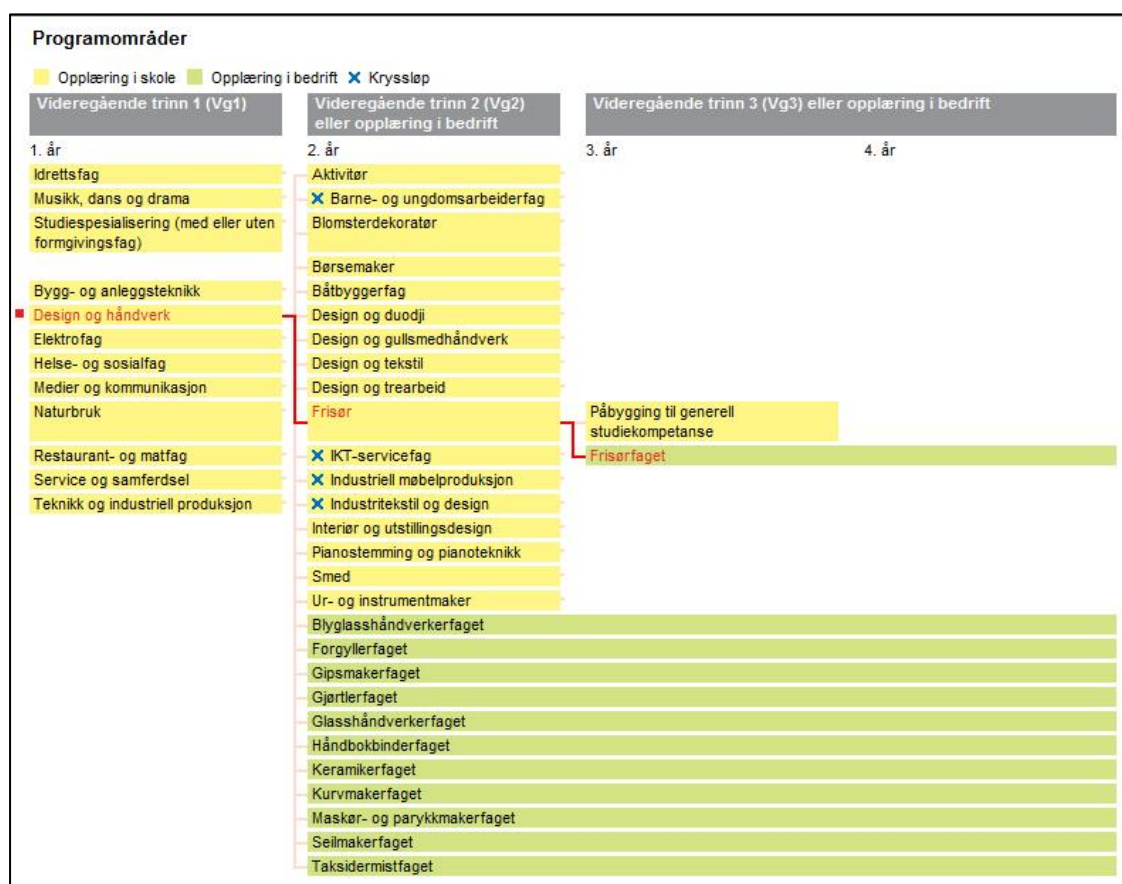 Programområder
Opplæring i skole Opplæring i bedrift Kryssløp
Videregående trinn 1 (Vg1)
Videregående trinn 2 (Vg2)
eller opplæring i bedrift
Videregående trinn 3 (Vg3) eller opplæring i bedrift
1. år
2. år
3. år
4. år
Idrettsfag
Musikk, dans og drama
Studiespesialisering (med eller uten
formgivingsfag)
Bygg- og anleggsteknikk
Design og håndverk
Elektrofag
Helse- og sosialfag
Medier og kommunikasjon
Naturbruk
Restaurant- og matfag
Service og samferdsel
Teknikk og industriell produksjon
Aktivitør
Barne- og ungdomsarbeiderfag
Blomsterdekoratør
Børsemaker
Båtbyggerfag
Design og duodji
Design og gullsmedhåndverk
Design og tekstil
Design og trearbeid
Frisør
IKT-servicefag
Industriell møbelproduksjon
Industritekstil og design
Interiør og utstillingsdesign
Pianostemming og pianoteknikk
Smed
Ur- og instrumentmaker
Blyglasshåndverkerfaget
Forgyllerfaget
Gipsmakerfaget
Gjørtlerfaget
Glasshåndverkerfaget
Håndbokbinderfaget
Keramikerfaget
Kurvmakerfaget
Maskør- og parykkmakerfaget
Seilmakerfaget
Taksidermistfaget
Påbygging til generell
studiekompetanse
Frisørfaget